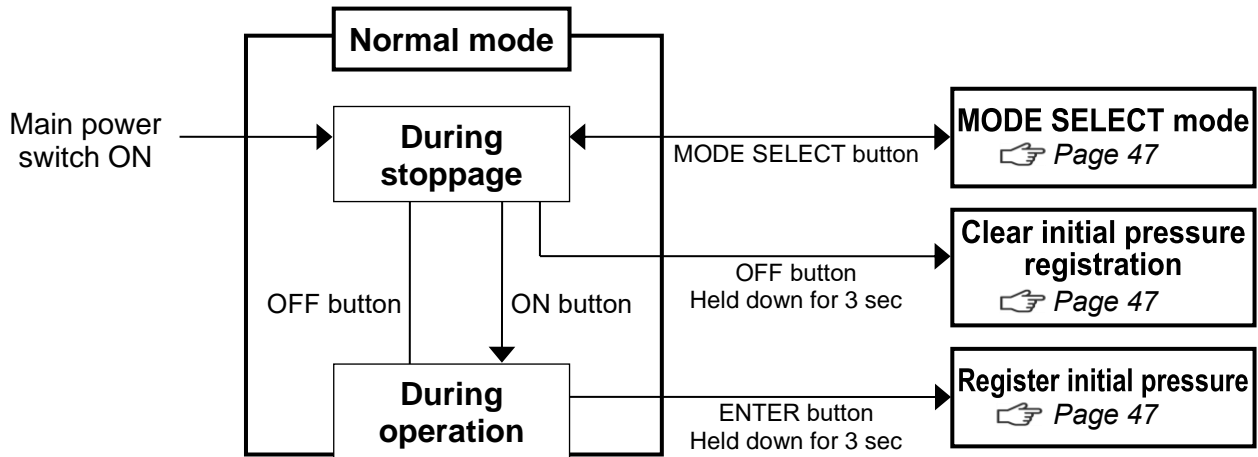 Normal mode
Main power
switch ON
During
stoppage
MODE SELECT button
MODE SELECT mode
Page 47
OFF button
Held down for 3 sec
Clear initial pressure
registration
Page 47
OFF button
ON button
During
operation
ENTER button
Held down for 3 sec
Register initial pressure
Page 47